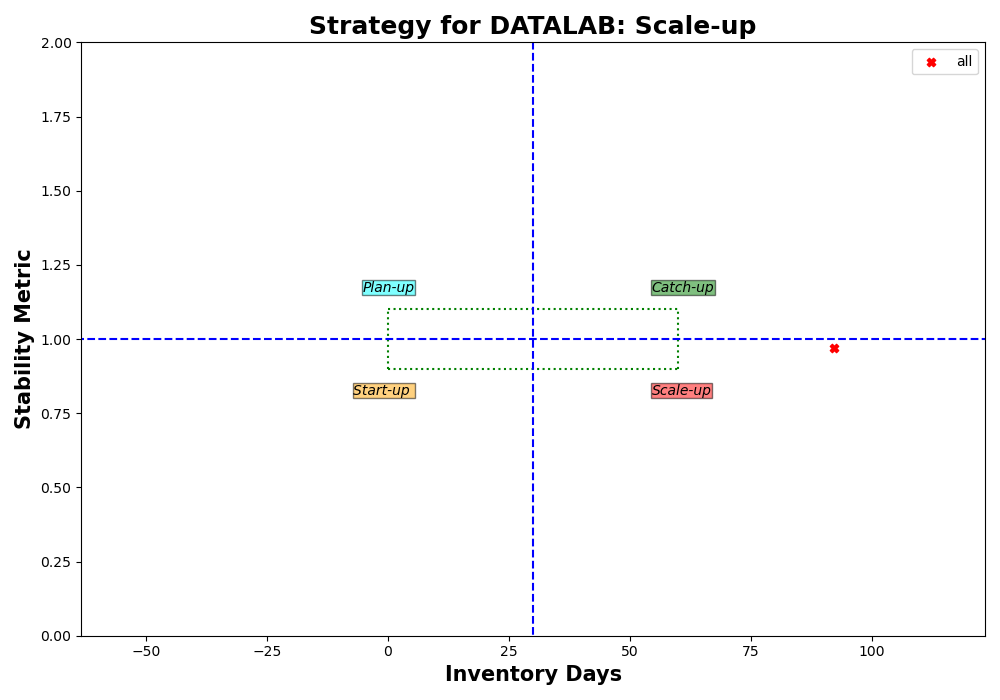 Strategy for DATALAB: Scale-up
all
Stability Metric
2.00
1.75
1.50
1.25
1.00
0.75
0.50
0.25
0.00
Plan-up
Catch-up
Start-up
Scale-up
−50
−25
0
25
50
75
100
Inventory Days